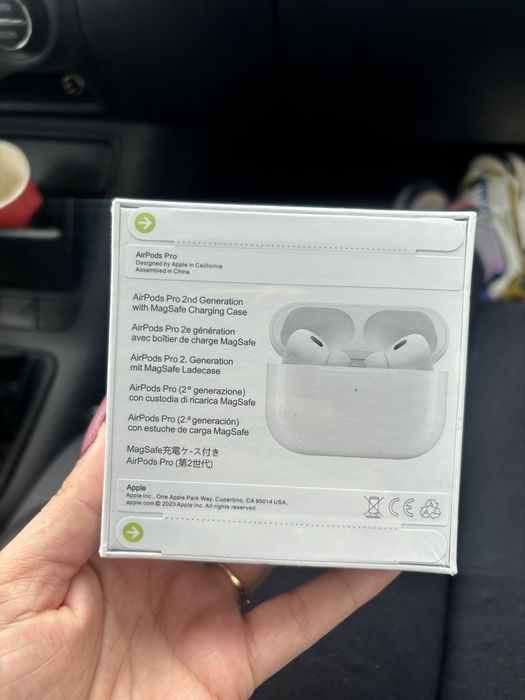 AirPods Pro
Designed by Apple in California
Assembled in China
AirPods Pro 2nd Generation
with MagSafe Charging Case
AirPods Pro 2e génération
avec boîtier de charge MagSafe
AirPods Pro 2. Generation
mit MagSafe Ladecase
AirPods Pro (2ª generazione)
con custodia di ricarica MagSafe
AirPods Pro (2.ª generación)
con estuche de carga MagSafe
MagSafe充電ケース付き
AirPods Pro (第2世代)
Apple
Apple Inc., One Apple Park Way, Cupertino, CA 95014 USA,
apple.com © 2023 Apple Inc. All rights reserved.
CE